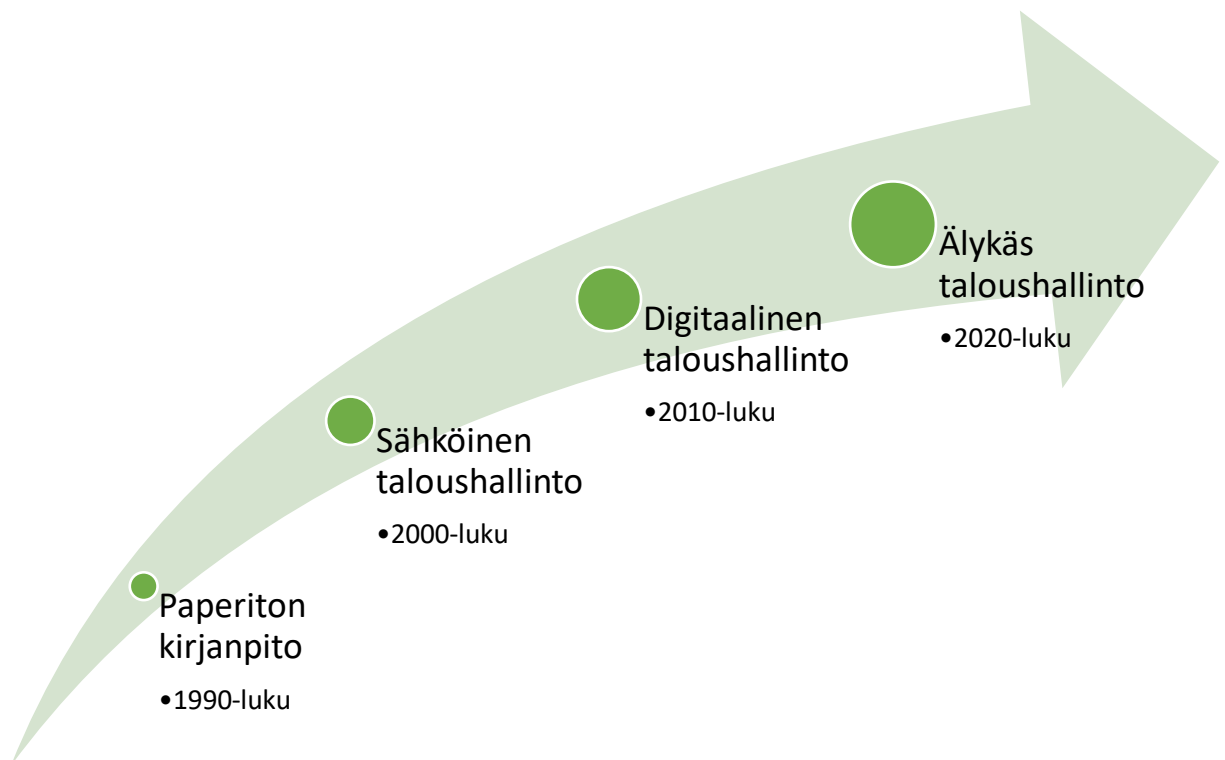 Paperiton
kirjanpito
•1990-luku
Sähköinen
taloushallinto
•2000-luku
Digitaalinen
taloushallinto
•2010-luku
Älykäs
taloushallinto
•2020-luku